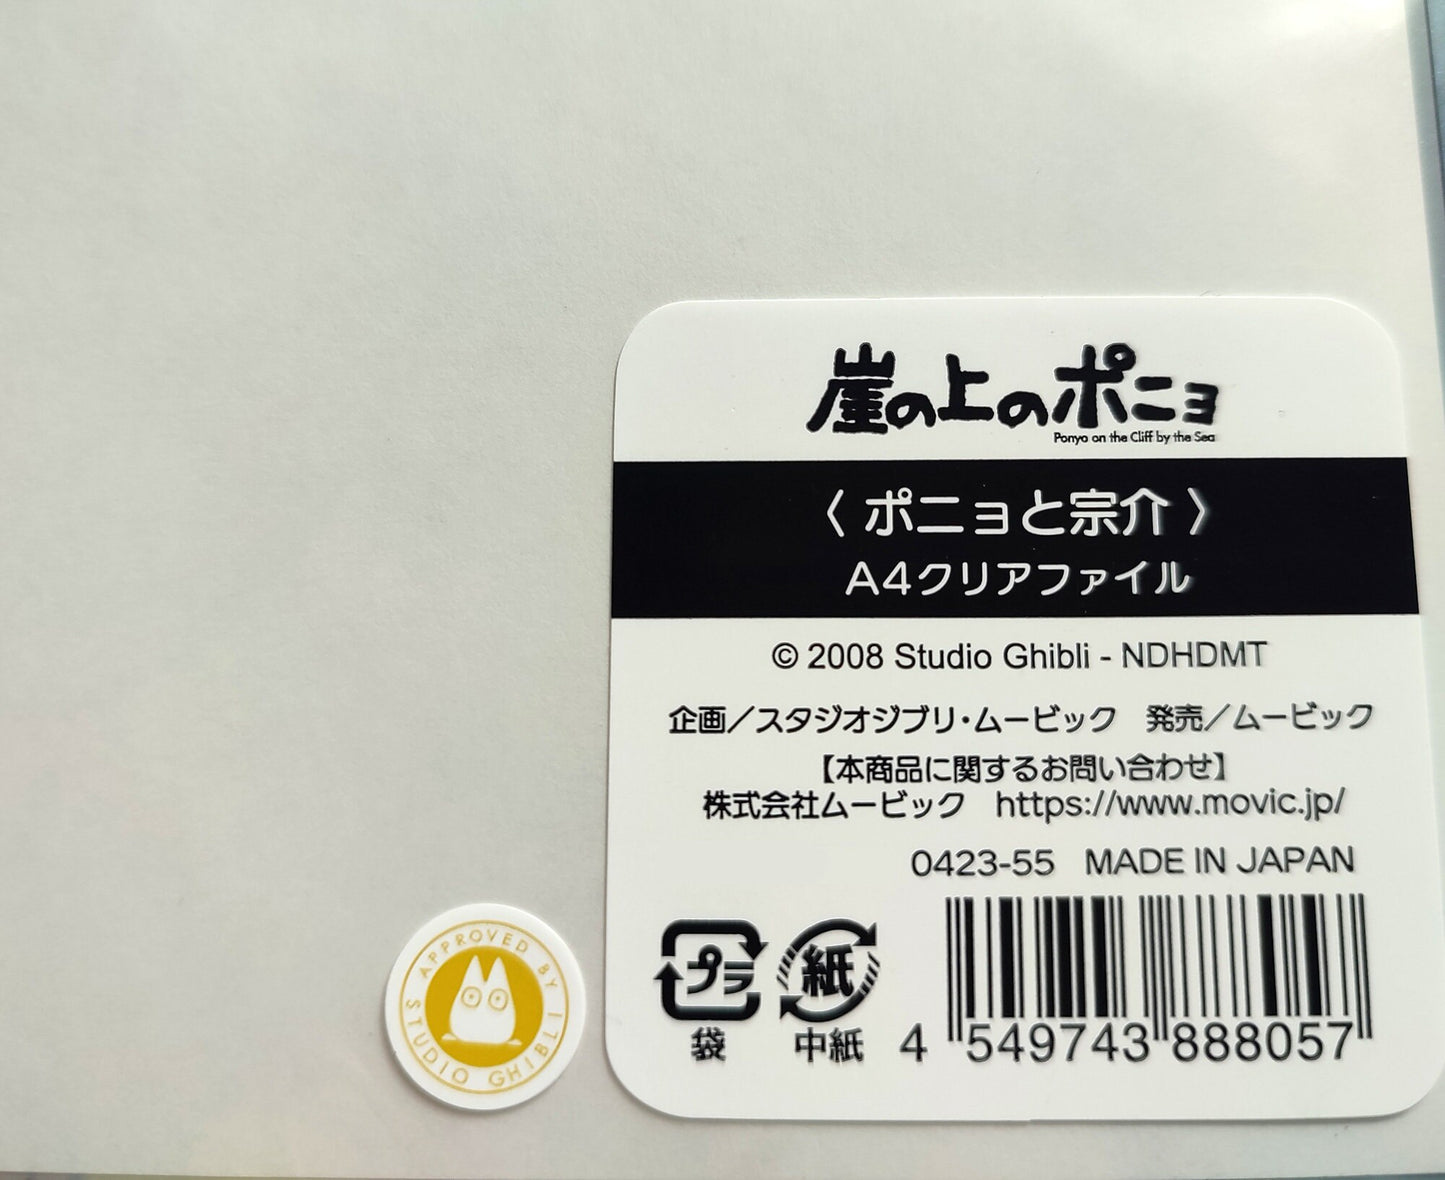 崖の上のポニョ
Ponyo on the Cliff by the Sea
〈 ポニョと宗介 〉
A4クリアファイル
© 2008 Studio Ghibli - NDHDMT
企画／スタジオジブリ・ムービック　発売／ムービック
【本商品に関するお問い合わせ】
株式会社ムービック　https://www.movic.jp/
0423-55 MADE IN JAPAN
プラ 紙
袋 中紙
4 549743 888057
APPROVED BY STUDIO GHIBLI